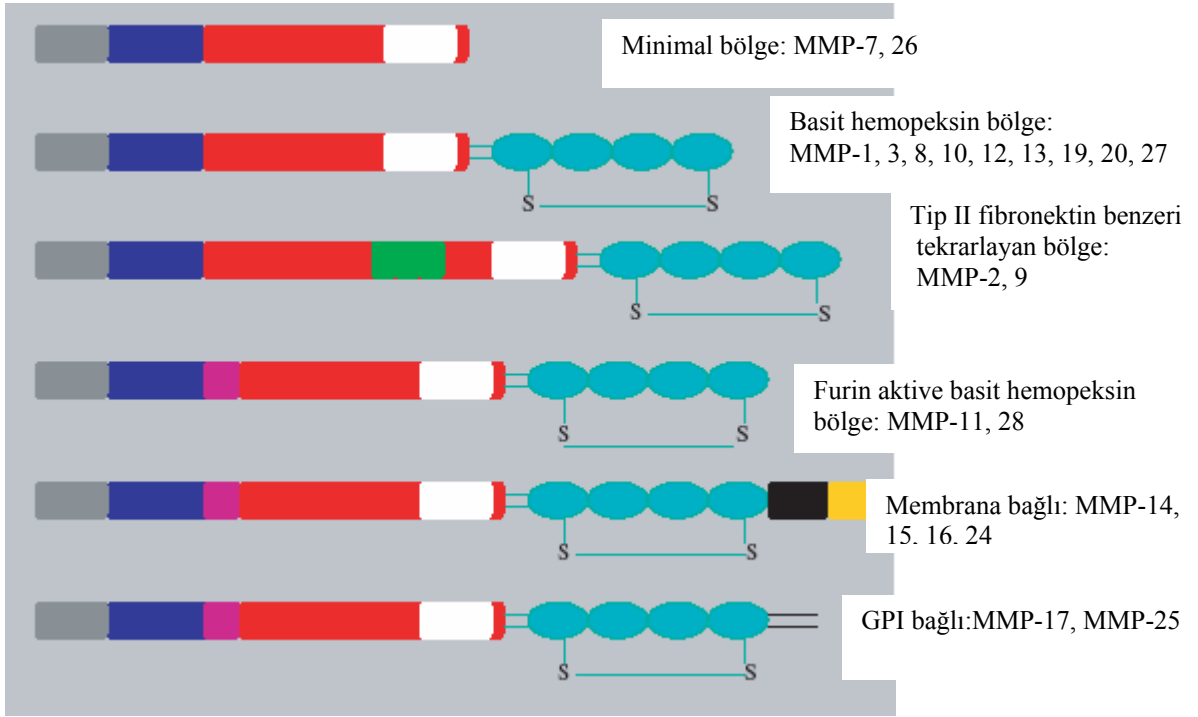 Minimal bölge: MMP-7, 26
Basit hemopeksin bölge:
MMP-1, 3, 8, 10, 12, 13, 19, 20, 27
S S
Tip II fibronektin benzeri
tekrarlayan bölge:
MMP-2, 9
S S
Furin aktive basit hemopeksin
bölge: MMP-11, 28
S S
Membrana bağlı: MMP-14,
15, 16, 24
S S
GPI bağlı:MMP-17, MMP-25
S S